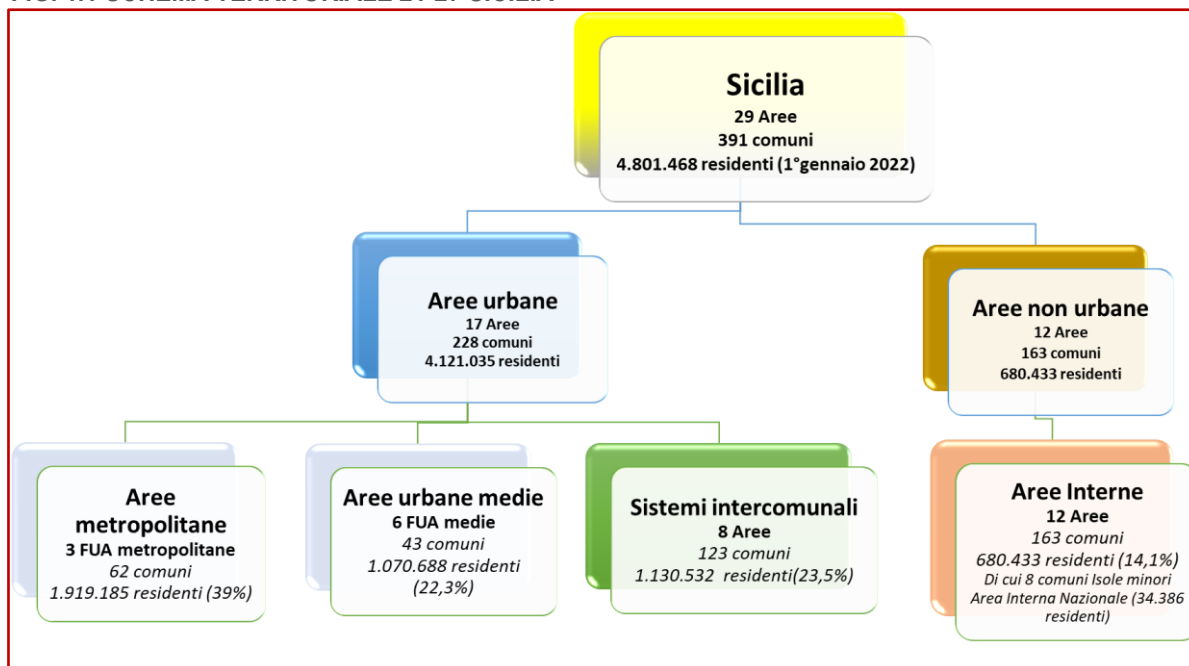 Sicilia
29 Aree
391 comuni
4.801.468 residenti (1°gennaio 2022)
Aree urbane
17 Aree
228 comuni
4.121.035 residenti
Aree non urbane
12 Aree
163 comuni
680.433 residenti
Aree
metropolitane
3 FUA metropolitane
62 comuni
1.919.185 residenti (39%)
Aree urbane medie
6 FUA medie
43 comuni
1.070.688 residenti
(22,3%)
Sistemi intercomunali
8 Aree
123 comuni
1.130.532 residenti(23,5%)
Aree Interne
12 Aree
163 comuni
680.433 residenti (14,1%)
Di cui 8 comuni Isole minori
Area Interna Nazionale (34.386
residenti)